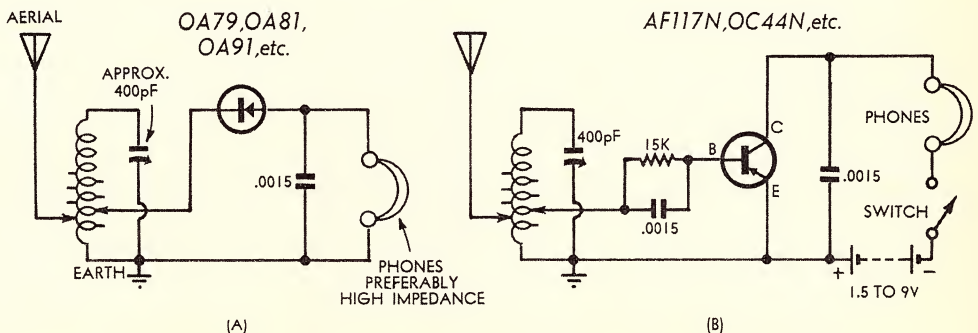 AERIAL
OA79,OA81,
OA91,etc.
APPROX.
400pF
.0015
EARTH
PHONES
PREFERABLY
HIGH IMPEDANCE
(A)
AF117N,OC44N,etc.
400pF
15K
.0015
B
C
E
.0015
PHONES
SWITCH
+
-
1.5 TO 9V
(B)